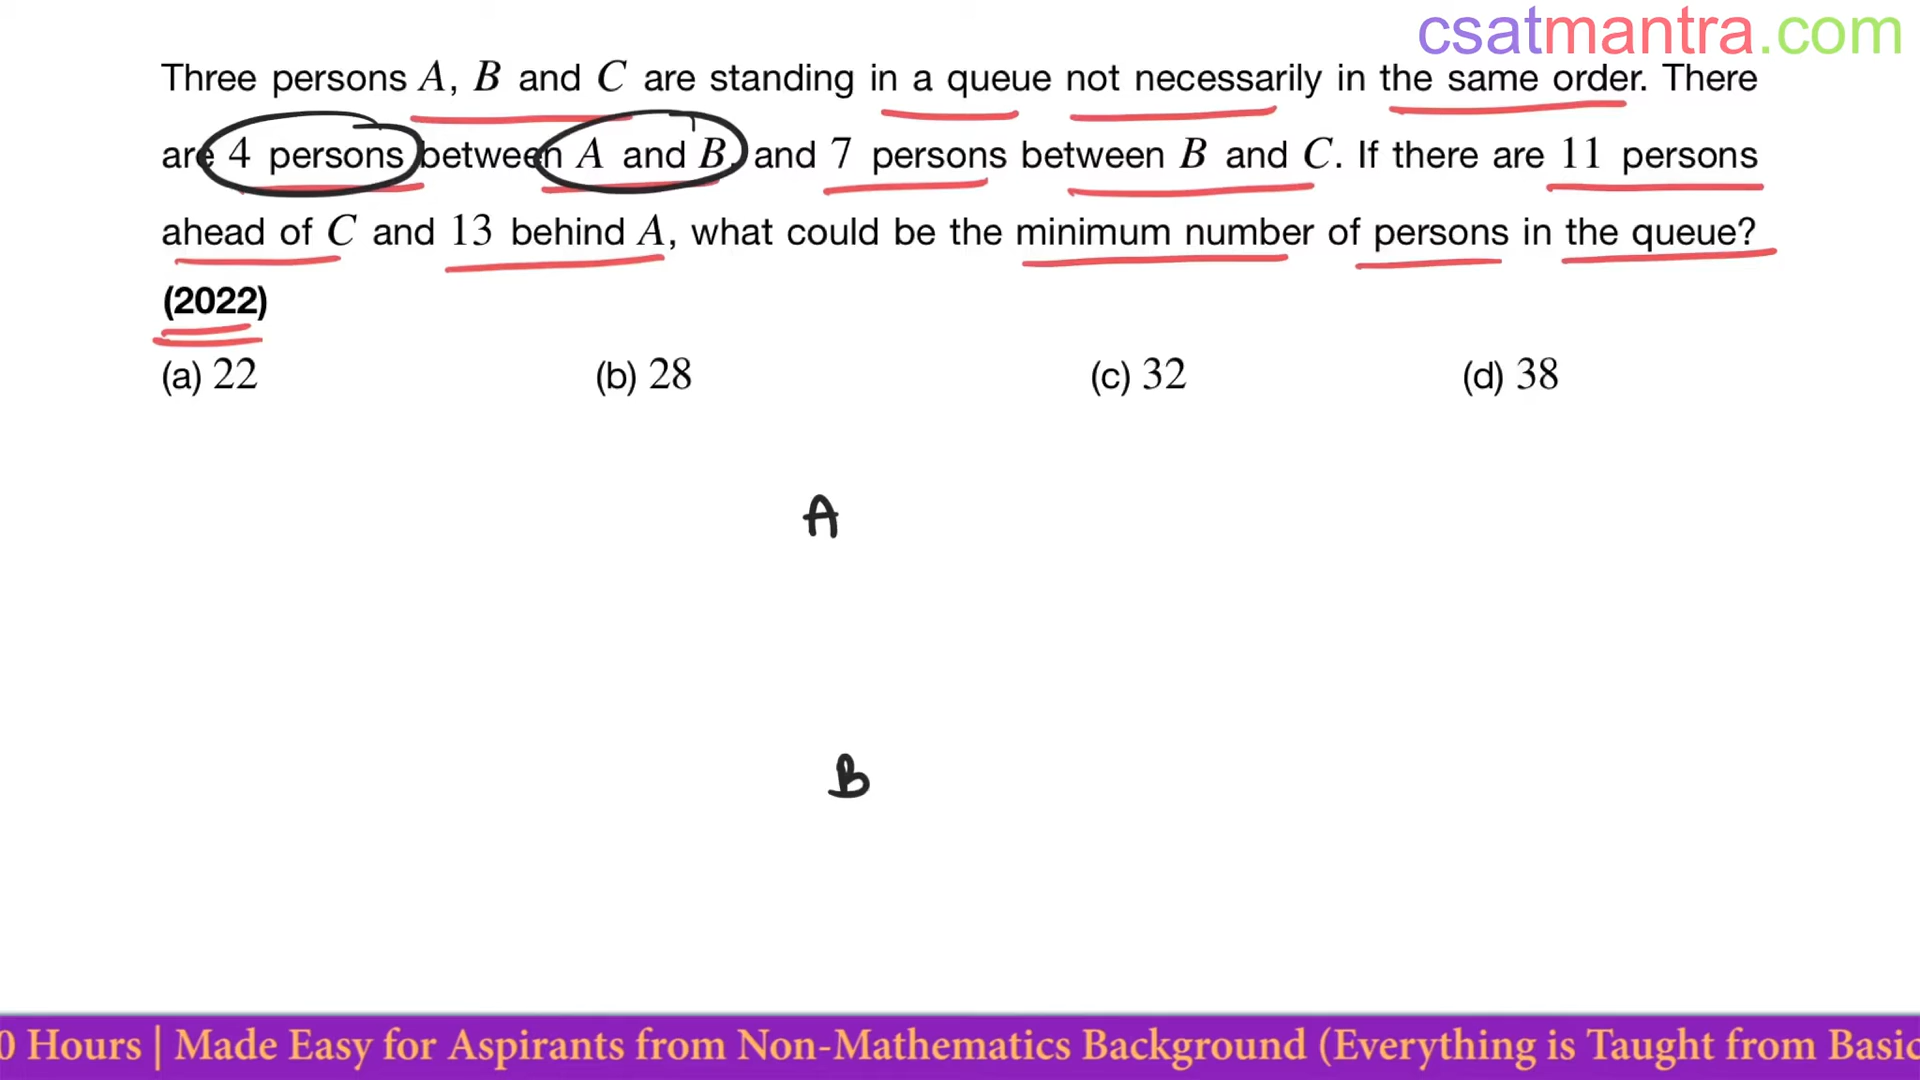 csatmantra.com
Three persons A, B and C are standing in a queue not necessarily in the same order. There
are 4 persons between A and B, and 7 persons between B and C. If there are 11 persons
ahead of C and 13 behind A, what could be the minimum number of persons in the queue?
(2022)
(a) 22 (b) 28 (c) 32 (d) 38
A
B
0 Hours | Made Easy for Aspirants from Non-Mathematics Background (Everything is Taught from Basic